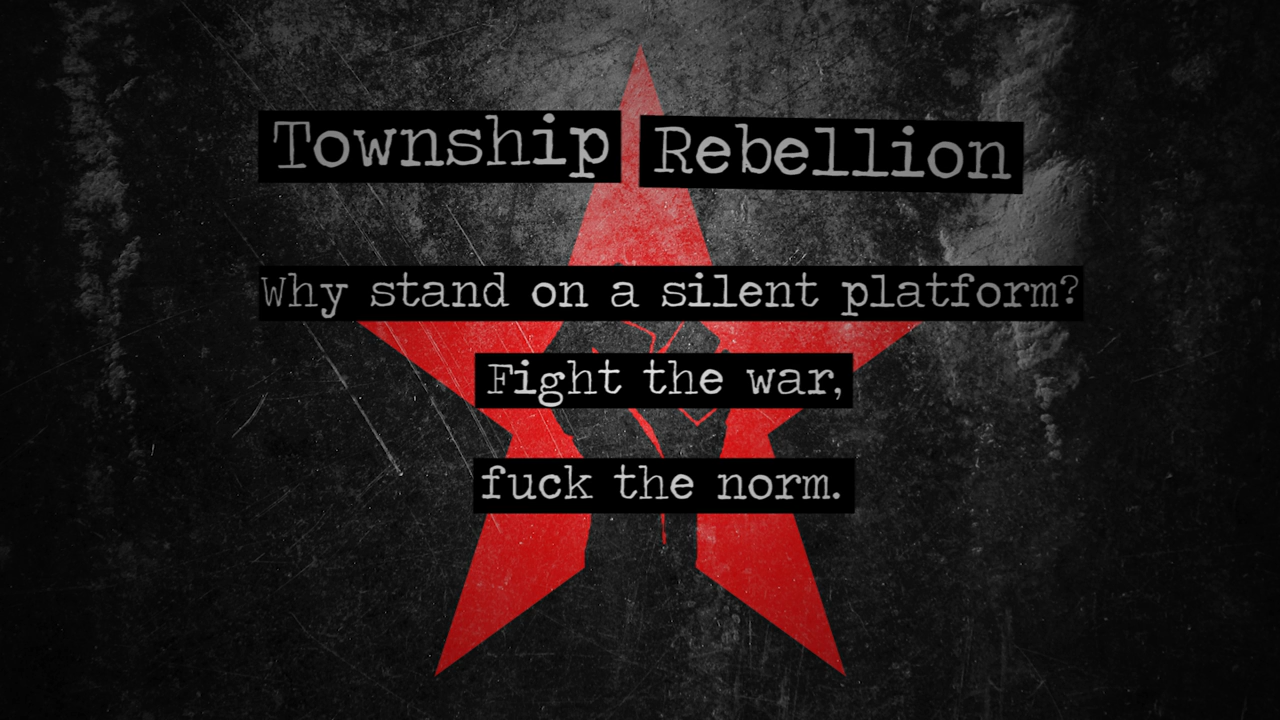 Township Rebellion
Why stand on a silent platform?
Fight the war,
fuck the norm.